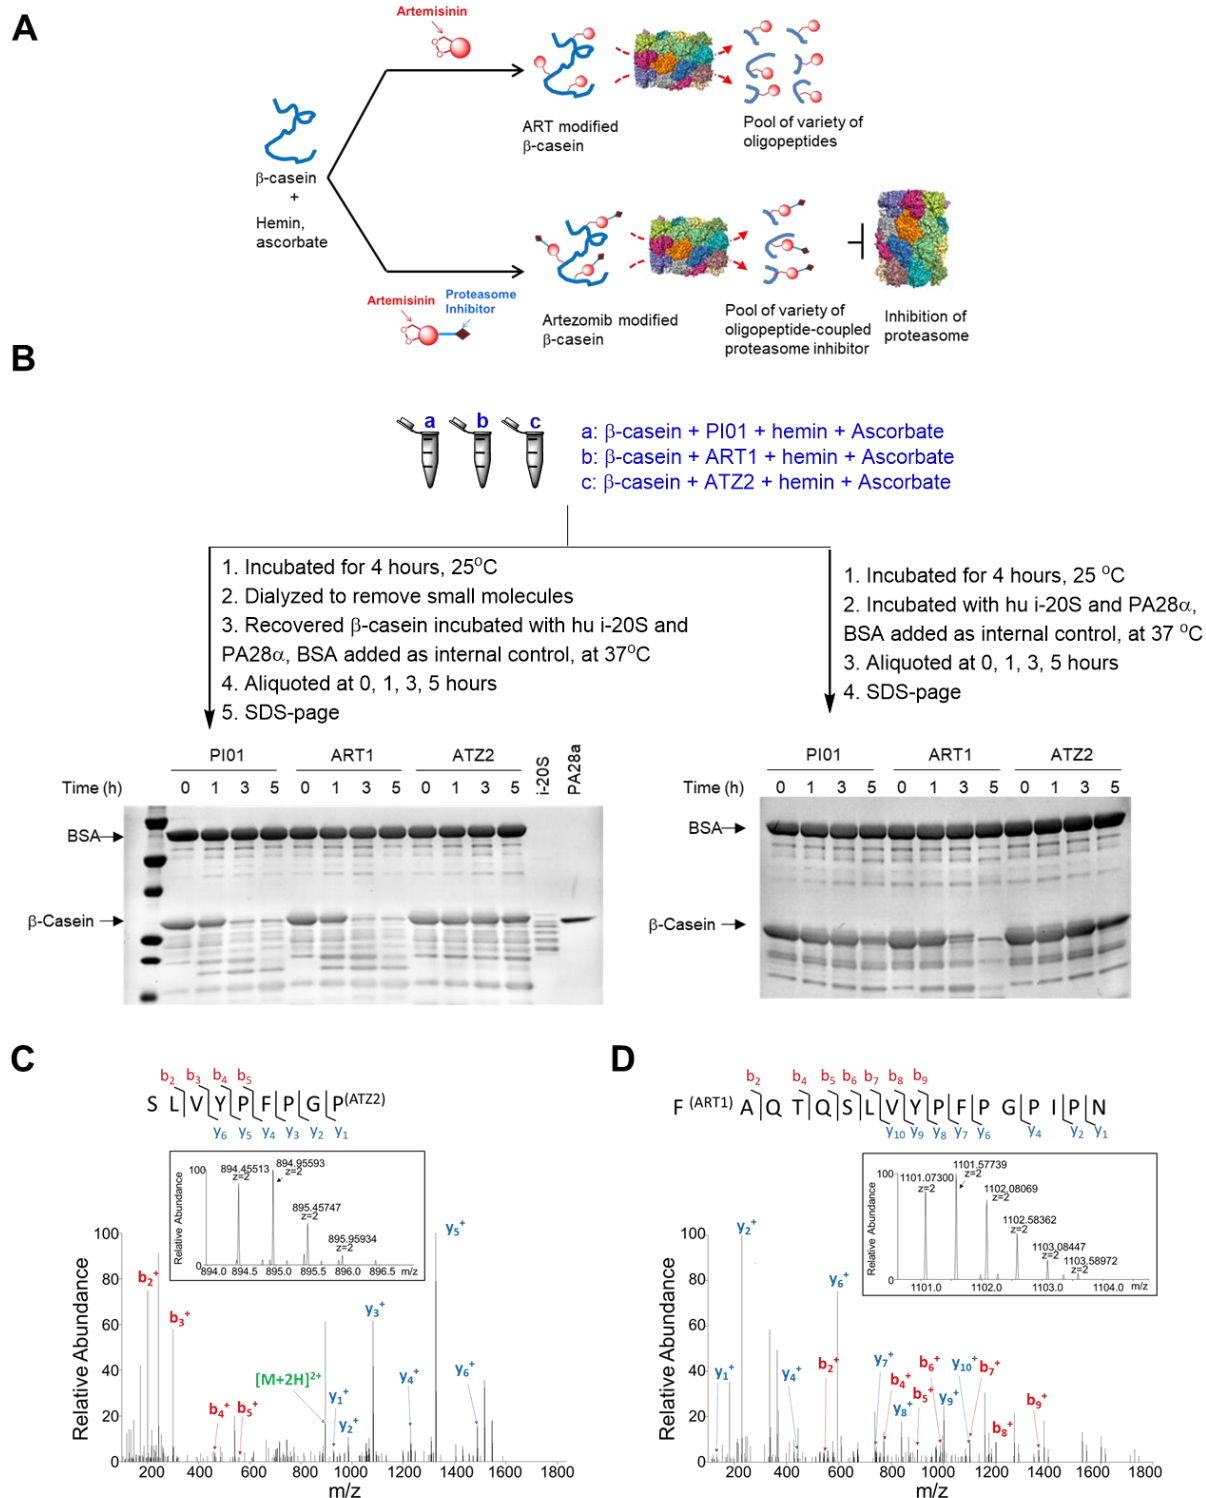 A
Artemisinin
β-casein
+
Hemin,
ascorbate
ART modified
β-casein
Pool of variety of
oligopeptides
Artemisinin
Proteasome
Inhibitor
Artezomib modified
β-casein
Pool of variety of
oligopeptide-coupled
proteasome inhibitor
Inhibition of
proteasome
B
a b c
a: β-casein + PI01 + hemin + Ascorbate
b: β-casein + ART1 + hemin + Ascorbate
c: β-casein + ATZ2 + hemin + Ascorbate
1. Incubated for 4 hours, 25°C
2. Dialyzed to remove small molecules
3. Recovered β-casein incubated with hu i-20S and
PA28α, BSA added as internal control, at 37°C
4. Aliquoted at 0, 1, 3, 5 hours
5. SDS-page
1. Incubated for 4 hours, 25 °C
2. Incubated with hu i-20S and PA28α,
BSA added as internal control, at 37 °C
3. Aliquoted at 0, 1, 3, 5 hours
4. SDS-page
PI01 ART1 ATZ2 i-20S PA28a
Time (h) 0 1 3 5 0 1 3 5 0 1 3 5
BSA
β-Casein
PI01 ART1 ATZ2
Time (h) 0 1 3 5 0 1 3 5 0 1 3 5
BSA
β-Casein
C
b2 b3 b4 b5
S L V Y P F P G P(ATZ2)
y6 y5 y4 y3 y2 y1
Relative Abundance
100
0
894.45513
z=2
894.95593
z=2
895.45747
z=2
895.95934
z=2
894.0 894.5 895.0 895.5 896.0 896.5 m/z
Relative Abundance
100
80
60
40
20
0
b2+
b3+
b4+
b5+
[M+2H]2+
y1+
y2+
y3+
y4+
y5+
y6+
200 400 600 800 1000 1200 1400 1600 1800
m/z
D
b2 b4 b5 b6 b7 b8 b9
F (ART1) A Q T Q S L V Y P F P G P I P N
y10 y9 y8 y7 y6 y4 y2 y1
Relative Abundance
100
0
1101.07300
z=2
1101.57739
z=2
1102.08069
z=2
1102.58362
z=2
1103.08447
z=2
1103.58972
z=2
1101.0 1102.0 1103.0 1104.0 m/z
Relative Abundance
100
80
60
40
20
0
y1+
y2+
y4+
b2+
y6+
y7+
b4+
y8+
b5+
b6+
y9+
y10+
b7+
b8+
b9+
200 400 600 800 1000 1200 1400 1600 1800
m/z